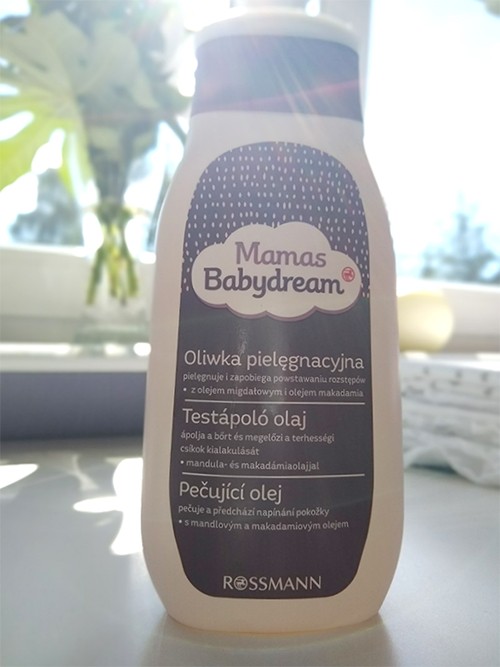 Mamas
Babydream
Oliwka pielęgnacyjna
pielęgnuje i zapobiega powstawaniu rozstępów
• z olejem migdałowym i olejem makadamia
Testápoló olaj
ápolja a bőrt és megelőzi a terhességi
csíkok kialakulását
• mandula- és makadámiaolajjal
Pečující olej
pečuje a předchází napínání pokožky
• s mandlovým a makadamiovým olejem
ROSSMANN